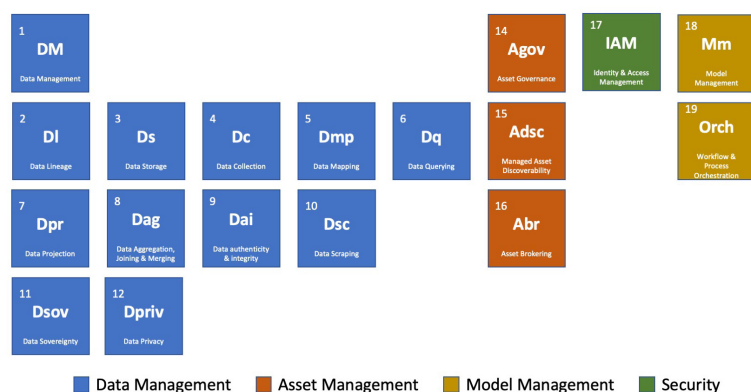 1
DM
Data Management
14
Agov
Asset Governance
17
IAM
Identity & Access
Management
18
Mm
Model
Management
2
Dl
Data Lineage
3
Ds
Data Storage
4
Dc
Data Collection
5
Dmp
Data Mapping
6
Dq
Data Querying
15
Adsc
Managed Asset
Discoverability
19
Orch
Workflow &
Process
Orchestration
7
Dpr
Data Projection
8
Dag
Data Aggregation,
Joining & Merging
9
Dai
Data authenticity
& integrity
10
Dsc
Data Scraping
16
Abr
Asset Brokering
11
Dsov
Data Sovereignty
12
Dpriv
Data Privacy
Data Management
Asset Management
Model Management
Security